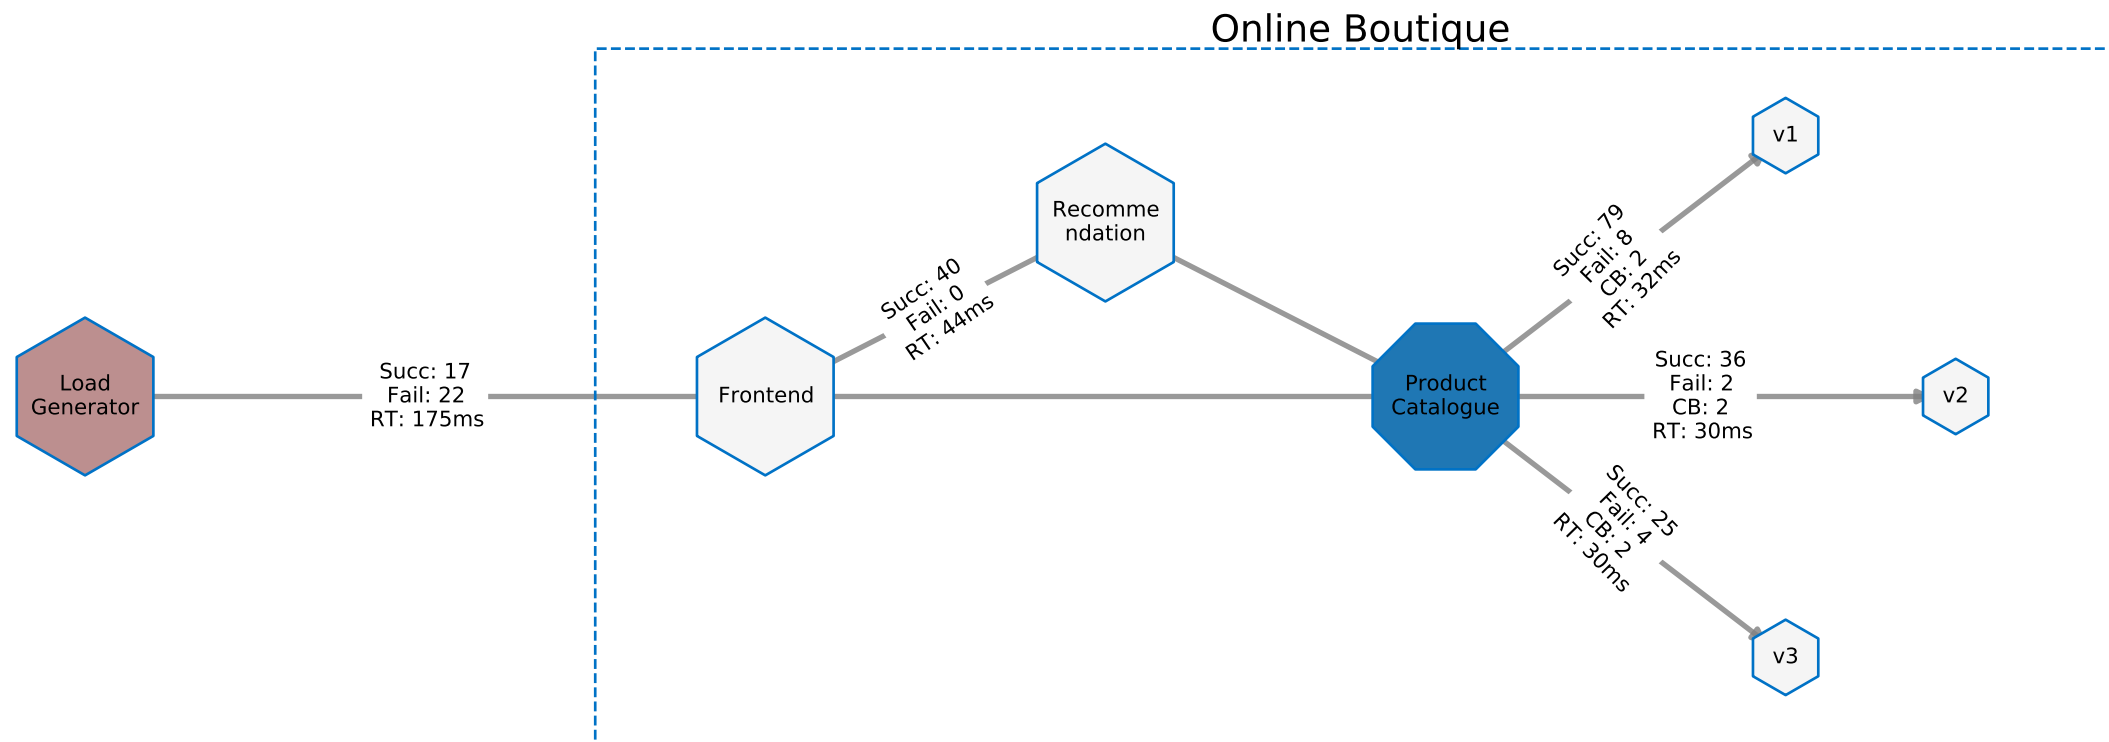 Online Boutique
v1
Recomme
ndation
Succ: 79
Fail: 8
CB: 2
RT: 32ms
Succ: 40
Fail: 0
RT: 44ms
Load
Generator
Succ: 17
Fail: 22
RT: 175ms
Frontend
Product
Catalogue
Succ: 36
Fail: 2
CB: 2
RT: 30ms
v2
Succ: 25
Fail: 4
CB: 2
RT: 30ms
v3